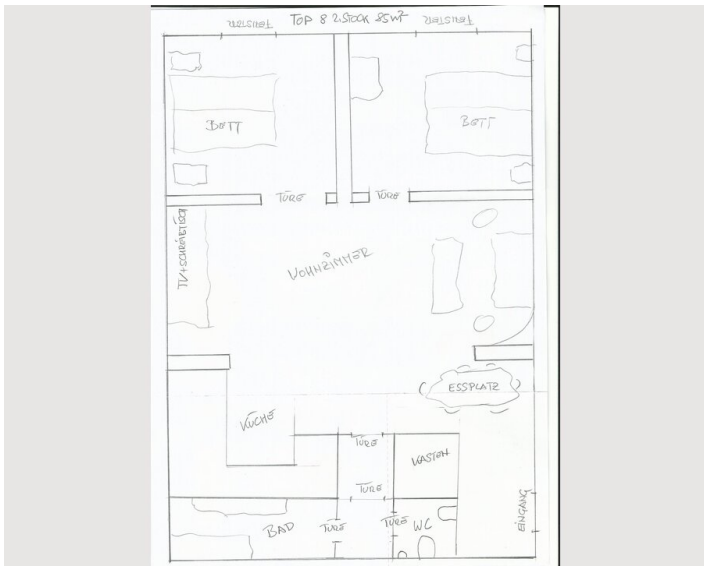 FENSTER TOP 8 2.STOCK 85m² FENSTER
BETT BETT
TÜRE TÜRE
TV+SCHREIBTISCH
WOHNZIMMER
ESSPLATZ
KÜCHE
TÜRE
KASTEN
TÜRE
EINGANG
BAD TÜRE TÜRE WC